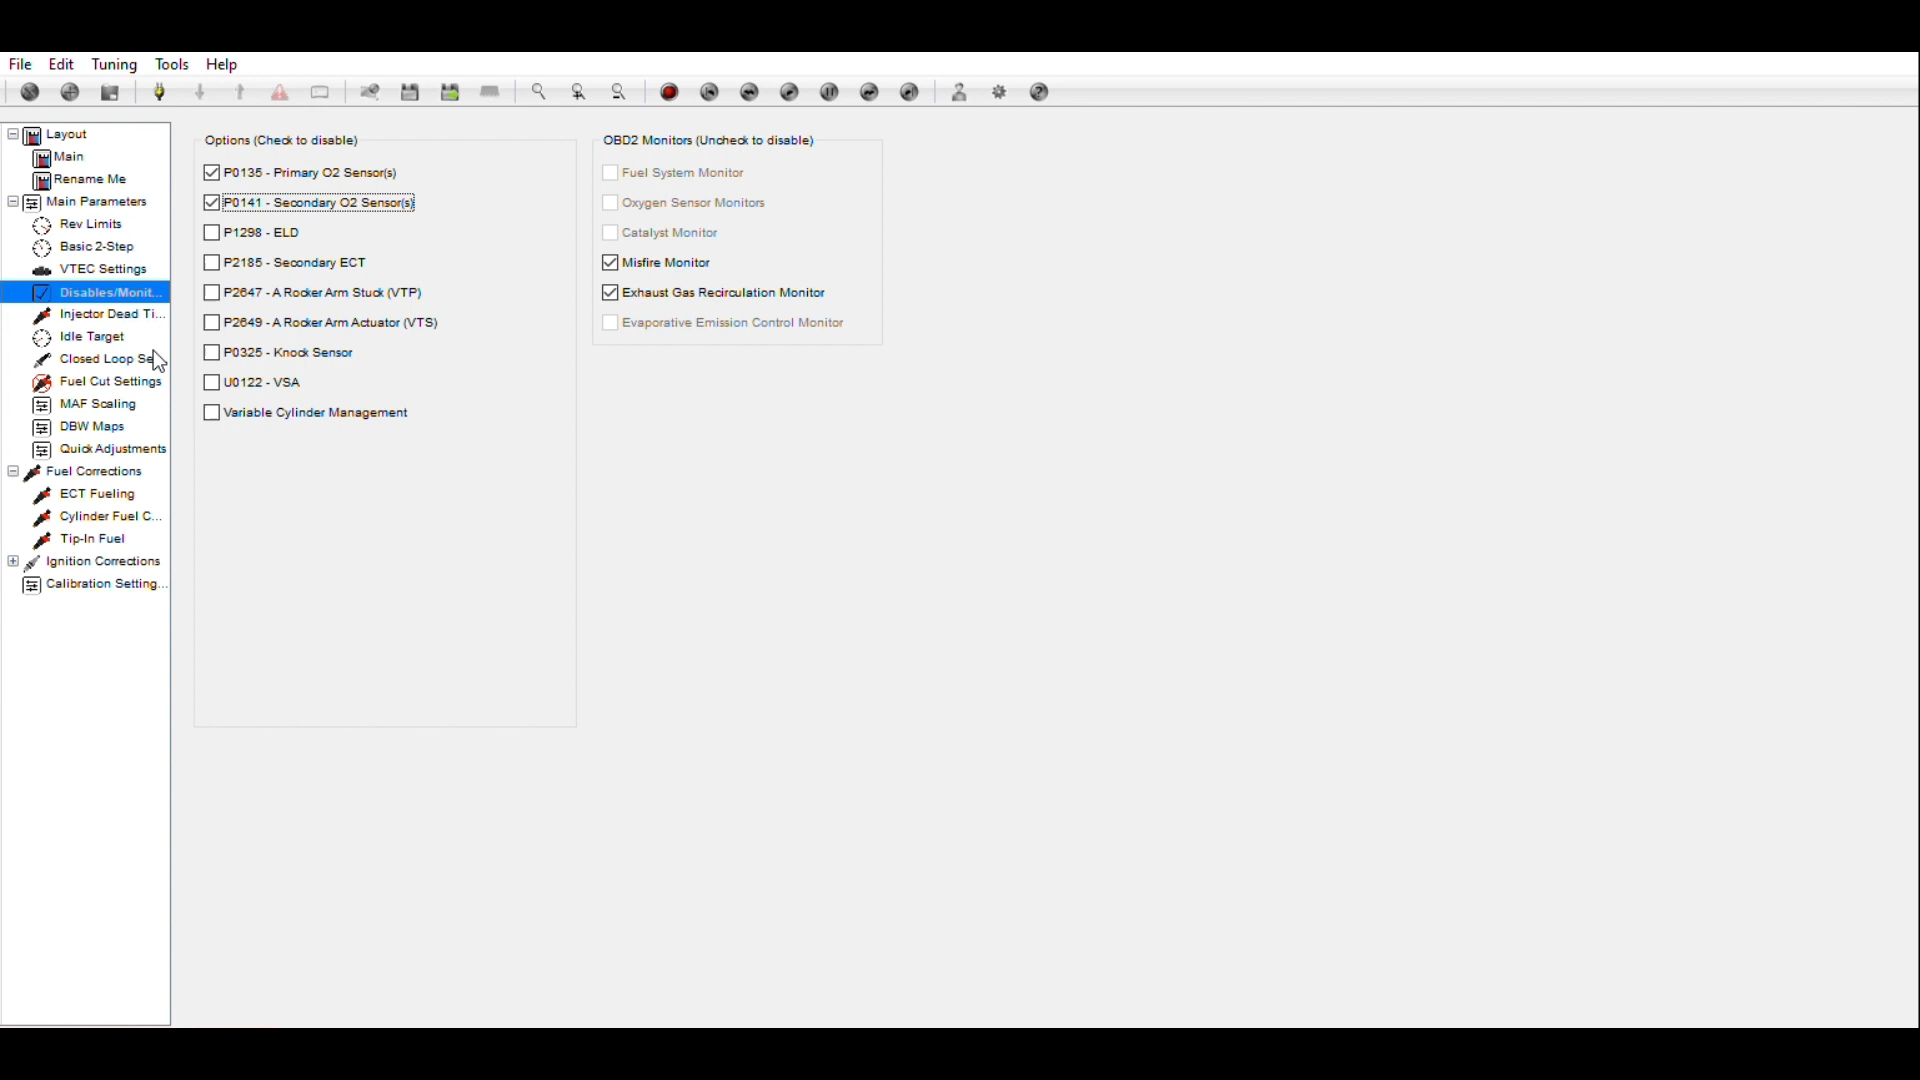 File Edit Tuning Tools Help
Layout
Main
Rename Me
Main Parameters
Rev Limits
Basic 2-Step
VTEC Settings
Disables/Monit...
Injector Dead Ti...
Idle Target
Closed Loop Se
Fuel Cut Settings
MAF Scaling
DBW Maps
Quick Adjustments
Fuel Corrections
ECT Fueling
Cylinder Fuel C...
Tip-In Fuel
Ignition Corrections
Calibration Setting...
Options (Check to disable)
P0135 - Primary O2 Sensor(s)
P0141 - Secondary O2 Sensor(s)
P1298 - ELD
P2185 - Secondary ECT
P2647 - A Rocker Arm Stuck (VTP)
P2649 - A Rocker Arm Actuator (VTS)
P0325 - Knock Sensor
U0122 - VSA
Variable Cylinder Management
OBD2 Monitors (Uncheck to disable)
Fuel System Monitor
Oxygen Sensor Monitors
Catalyst Monitor
Misfire Monitor
Exhaust Gas Recirculation Monitor
Evaporative Emission Control Monitor